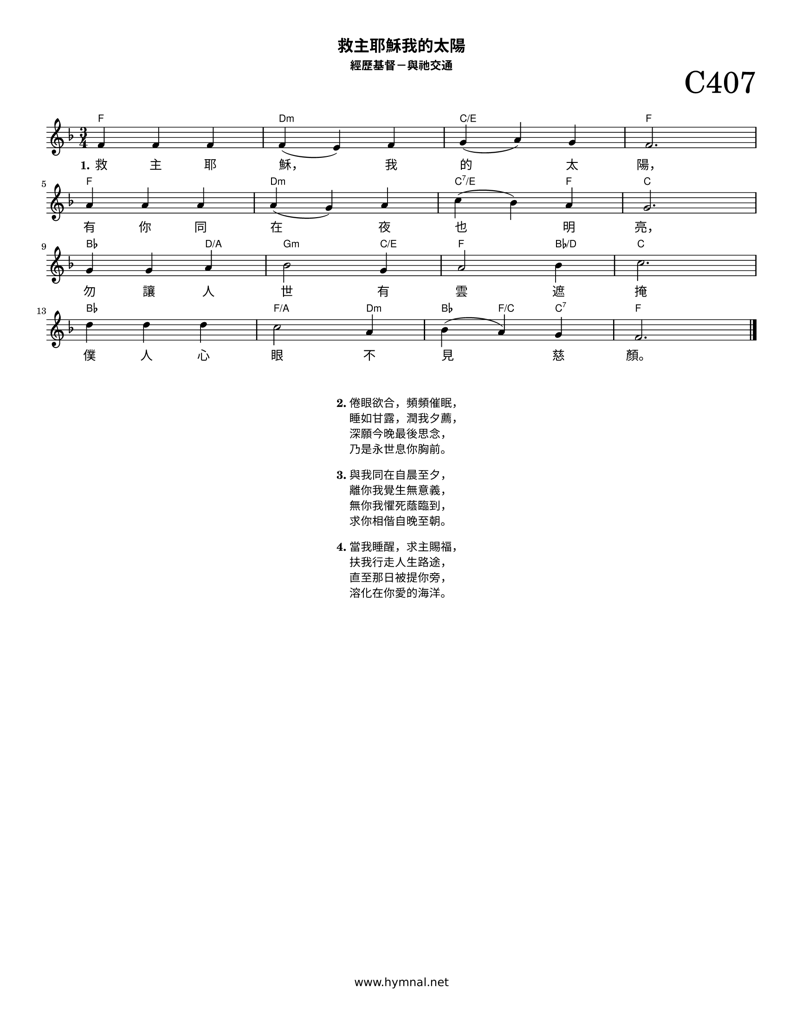 救主耶穌我的太陽
經歷基督－與祂交通
C407
F Dm C/E F
3
4
1. 救 主 耶 穌， 我 的 太 陽，
5 F Dm C7/E F C
有 你 同 在 夜 也 明 亮，
9 B♭ D/A Gm C/E F B♭/D C
勿 讓 人 世 有 雲 遮 掩
13 B♭ F/A Dm B♭ F/C C7 F
僕 人 心 眼 不 見 慈 顏。
2. 倦眼欲合，頻頻催眠，
睡如甘露，潤我夕薦，
深願今晚最後思念，
乃是永世息你胸前。
3. 與我同在自晨至夕，
離你我覺生無意義，
無你我懼死蔭臨到，
求你相偕自晚至朝。
4. 當我睡醒，求主賜福，
扶我行走人生路途，
直至那日被提你旁，
溶化在你愛的海洋。
www.hymnal.net